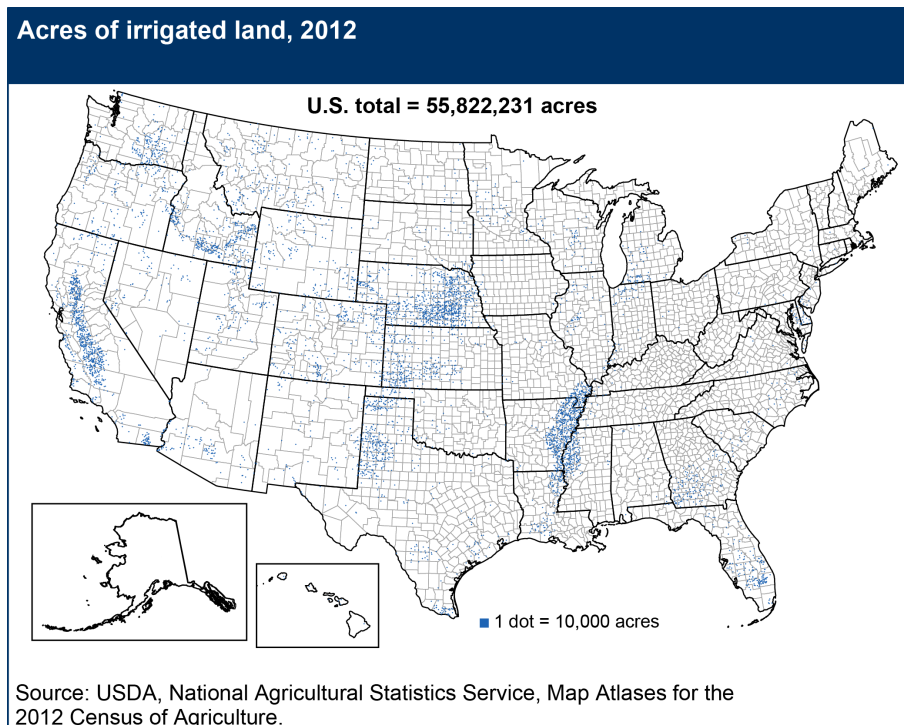 Acres of irrigated land, 2012
U.S. total = 55,822,231 acres
1 dot = 10,000 acres
Source: USDA, National Agricultural Statistics Service, Map Atlases for the
2012 Census of Agriculture.